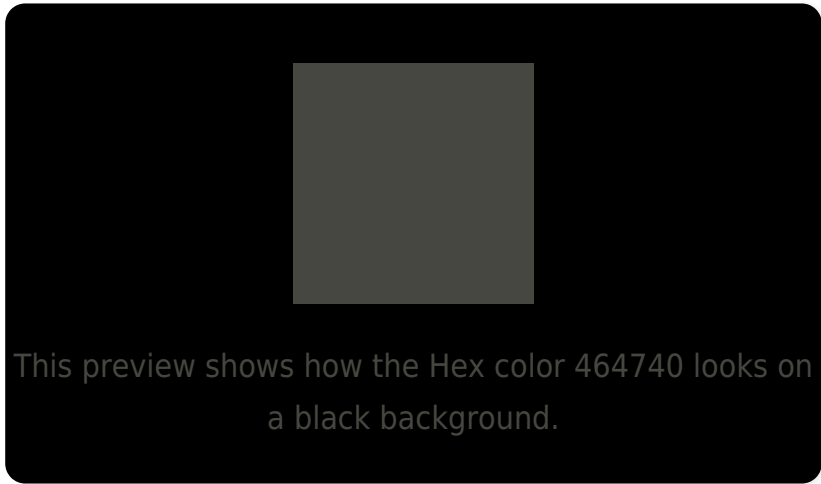 This preview shows how the Hex color 464740 looks on
a black background.